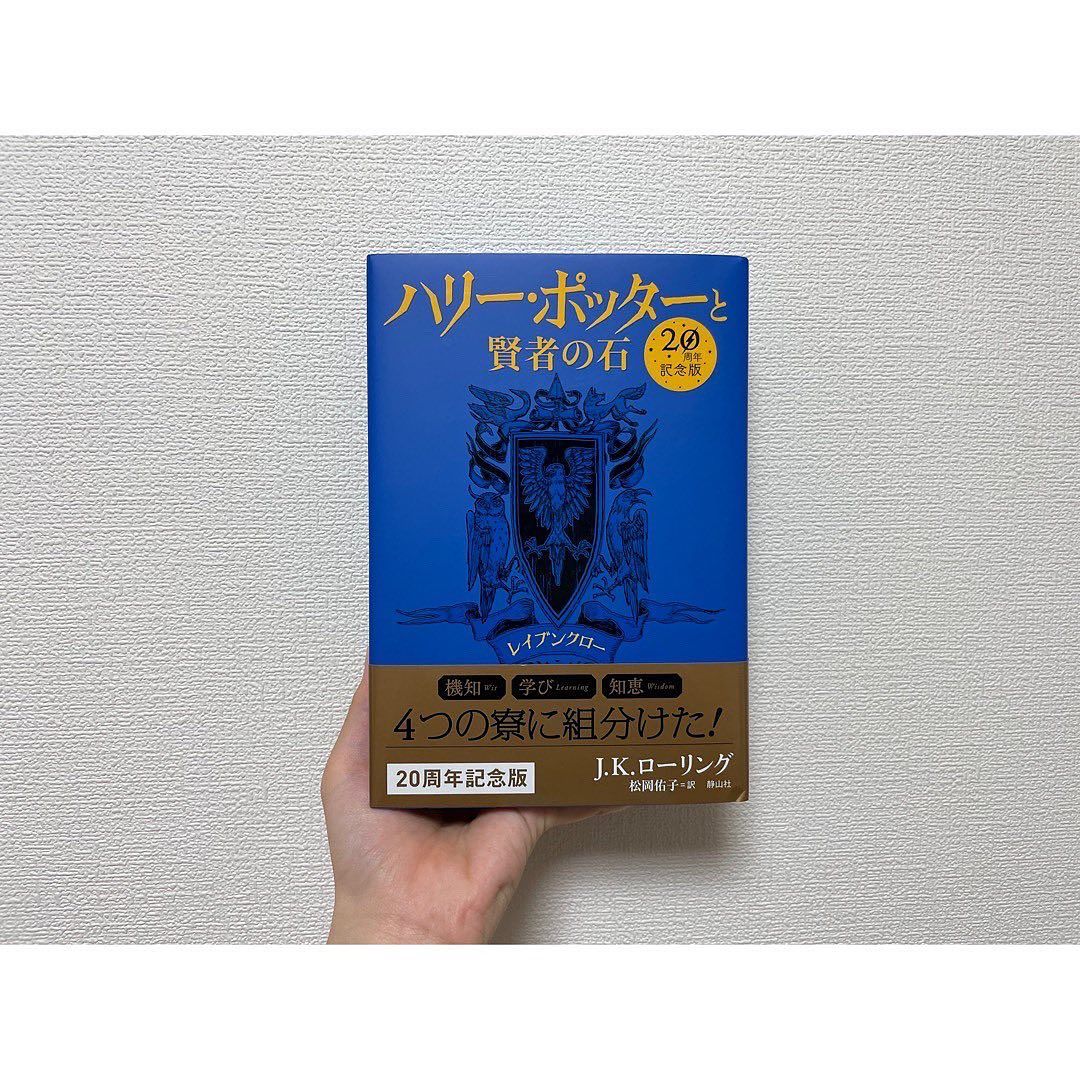 ハリー・ポッターと
賢者の石
20
周年
記念版
レイブンクロー
機知 Wit 学び Learning 知恵 Wisdom
4つの寮に組分けた!
20周年記念版
J.K.ローリング
松岡佑子=訳 静山社